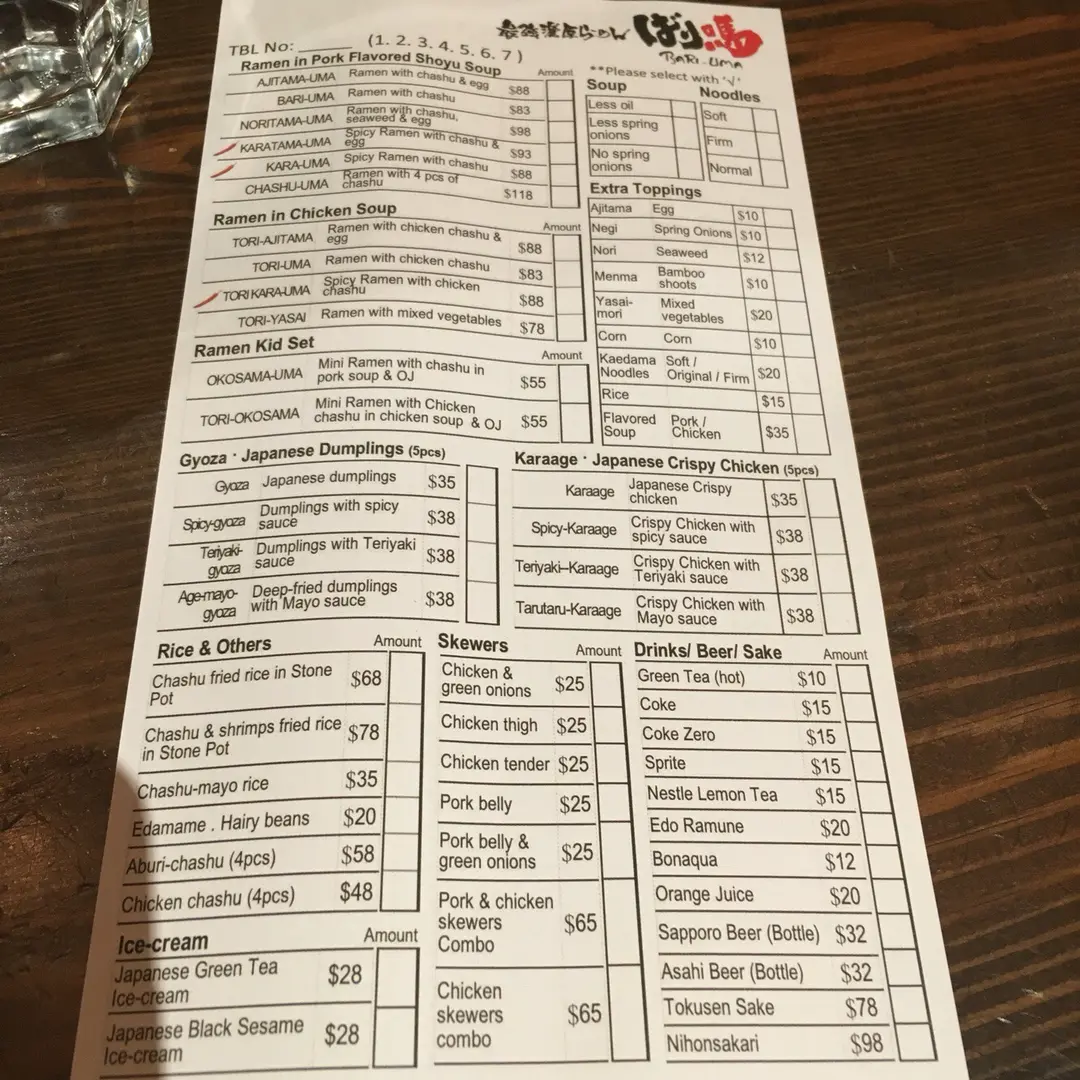 TBL No: ______ (1. 2. 3. 4. 5. 6. 7 )
ばり馬
BARI-UMA
Ramen in Pork Flavored Shoyu Soup Amount
AJITAMA-UMA Ramen with chashu & egg $88
BARI-UMA Ramen with chashu $83
NORITAMA-UMA Ramen with chashu,
seaweed & egg $98
KARATAMA-UMA Spicy Ramen with chashu &
egg $93
KARA-UMA Spicy Ramen with chashu $88
CHASHU-UMA Ramen with 4 pcs of
chashu $118
**Please select with '√'
Soup
Less oil
Less spring
onions
No spring
onions
Noodles
Soft
Firm
Normal
Ramen in Chicken Soup Amount
TORI-AJITAMA Ramen with chicken chashu &
egg $88
TORI-UMA Ramen with chicken chashu $83
TORI KARA-UMA Spicy Ramen with chicken
chashu $88
TORI-YASAI Ramen with mixed vegetables $78
Ramen Kid Set Amount
OKOSAMA-UMA Mini Ramen with chashu in
pork soup & OJ $55
TORI-OKOSAMA Mini Ramen with Chicken
chashu in chicken soup & OJ $55
Extra Toppings
Ajitama Egg $10
Negi Spring Onions $10
Nori Seaweed $12
Menma Bamboo
shoots $10
Yasai-
mori Mixed
vegetables $20
Corn Corn $10
Kaedama Soft /
Noodles Original / Firm $20
Rice $15
Flavored Pork /
Soup Chicken $35
Gyoza · Japanese Dumplings (5pcs)
Gyoza Japanese dumplings $35
Spicy-gyoza Dumplings with spicy
sauce $38
Teriyaki-
gyoza Dumplings with Teriyaki
sauce $38
Age-mayo-
gyoza Deep-fried dumplings
with Mayo sauce $38
Karaage · Japanese Crispy Chicken (5pcs)
Karaage Japanese Crispy
chicken $35
Spicy-Karaage Crispy Chicken with
spicy sauce $38
Teriyaki–Karaage Crispy Chicken with
Teriyaki sauce $38
Tarutaru-Karaage Crispy Chicken with
Mayo sauce $38
Rice & Others Amount
Chashu fried rice in Stone
Pot $68
Chashu & shrimps fried rice
in Stone Pot $78
Chashu-mayo rice $35
Edamame . Hairy beans $20
Aburi-chashu (4pcs) $58
Chicken chashu (4pcs) $48
Ice-cream Amount
Japanese Green Tea
Ice-cream $28
Japanese Black Sesame
Ice-cream $28
Skewers Amount
Chicken &
green onions $25
Chicken thigh $25
Chicken tender $25
Pork belly $25
Pork belly &
green onions $25
Pork & chicken
skewers
Combo $65
Chicken
skewers
combo $65
Drinks/ Beer/ Sake Amount
Green Tea (hot) $10
Coke $15
Coke Zero $15
Sprite $15
Nestle Lemon Tea $15
Edo Ramune $20
Bonaqua $12
Orange Juice $20
Sapporo Beer (Bottle) $32
Asahi Beer (Bottle) $32
Tokusen Sake $78
Nihonsakari $98